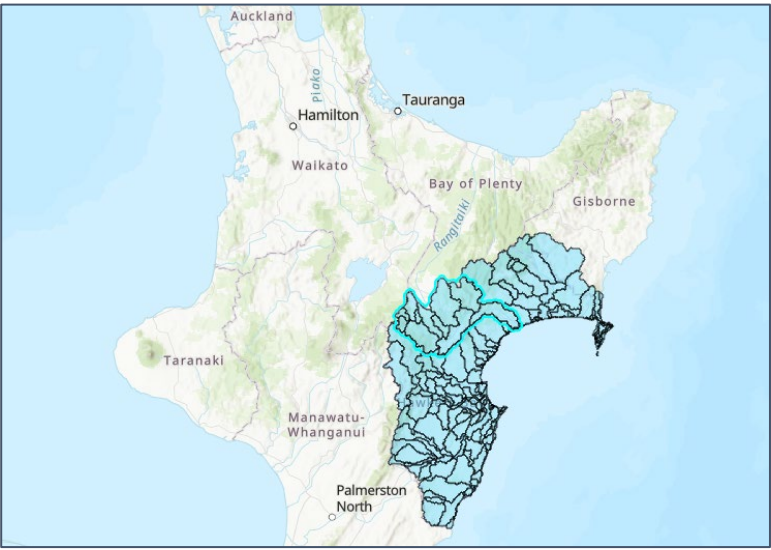 Auckland
Piako
Tauranga
Hamilton
Waikato
Bay of Plenty
Gisborne
Rangitaiki
Taranaki
Manawatu-
Whanganui
Palmerston
North